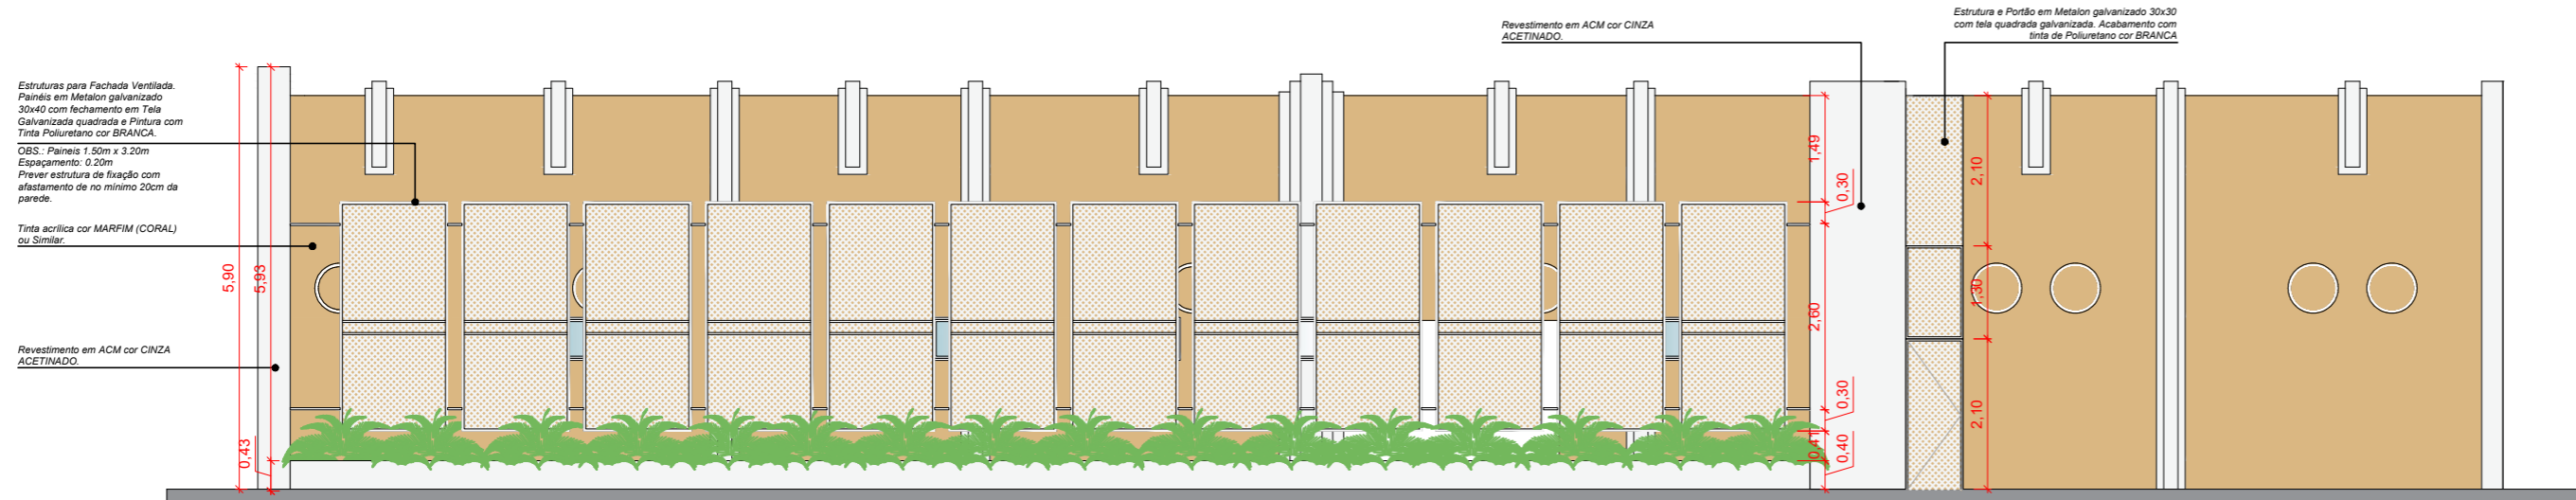 Estrutura e Portão em Metalon galvanizado 30x30
com tela quadrada galvanizada. Acabamento com
tinta de Poliuretano cor BRANCA
Revestimento em ACM cor CINZA
ACETINADO.
Estruturas para Fachada Ventilada.
Painéis em Metalon galvanizado
30x40 com fechamento em Tela
Galvanizada quadrada e Pintura com
Tinta Poliuretano cor BRANCA.
OBS.: Paineis 1.50m x 3.20m
Espaçamento: 0.20m
Prever estrutura de fixação com
afastamento de no mínimo 20cm da
parede.
Tinta acrílica cor MARFIM (CORAL)
ou Similar.
Revestimento em ACM cor CINZA
ACETINADO.
5,90
5,93
0,43
1,49
0,30
2,60
0,30
0,41
0,40
2,10
1,30
2,10